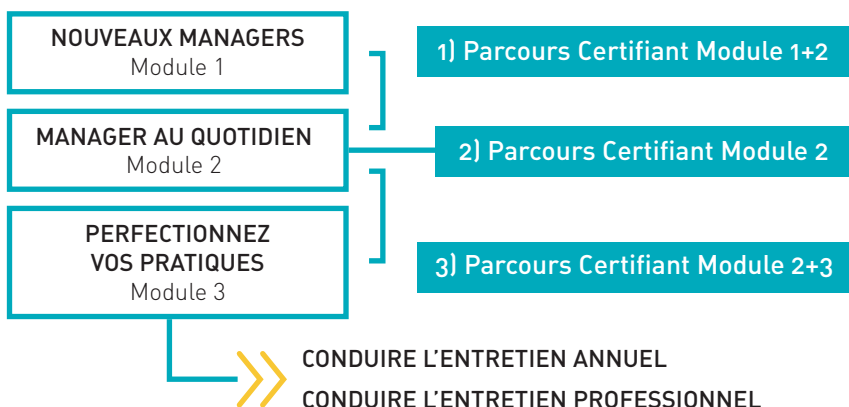 NOUVEAUX MANAGERS
Module 1
1) Parcours Certifiant Module 1+2
MANAGER AU QUOTIDIEN
Module 2
2) Parcours Certifiant Module 2
PERFECTIONNEZ
VOS PRATIQUES
Module 3
3) Parcours Certifiant Module 2+3
CONDUIRE L'ENTRETIEN ANNUEL
CONDUIRE L'ENTRETIEN PROFESSIONNEL